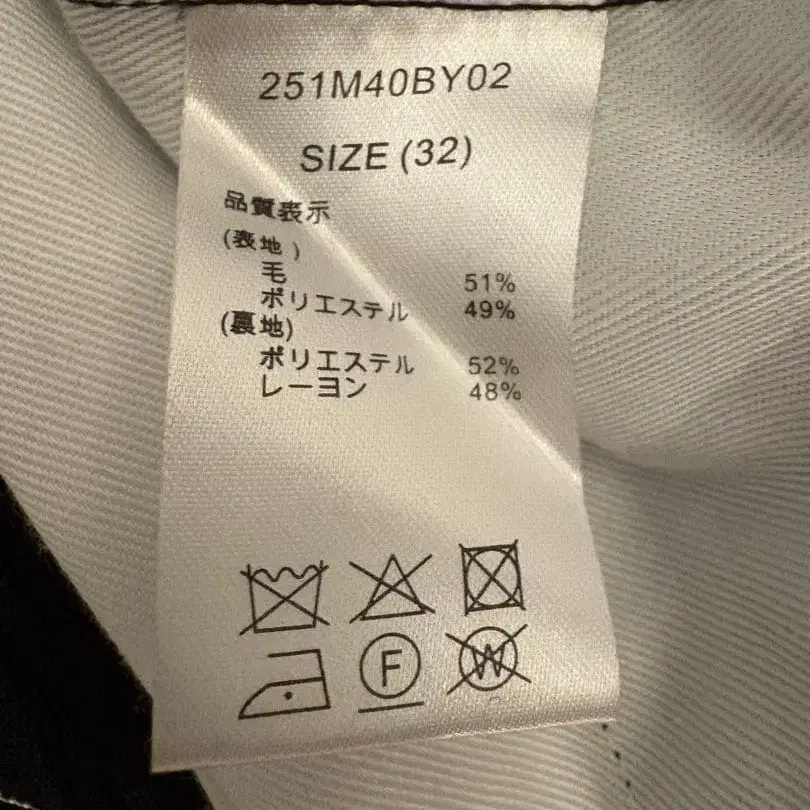 251M40BY02
SIZE (32)
品質表示
(表地)
毛 51%
ポリエステル 49%
(裏地)
ポリエステル 52%
レーヨン 48%
F W